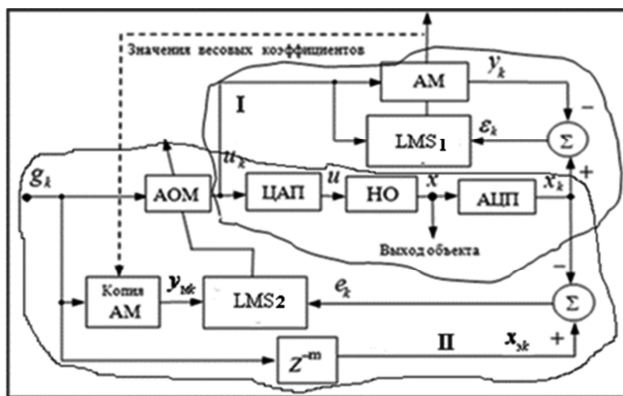 Значения весовых коэффициентов
АМ
y_k
I
−
LMS1
ε_k
Σ
u_k
+
g_k
АОМ
ЦАП
u
НО
x
АЦП
x_k
Выход объекта
−
Копия
АМ
y_Mk
LMS2
e_k
Σ
II
x_эk
+
Z^−m